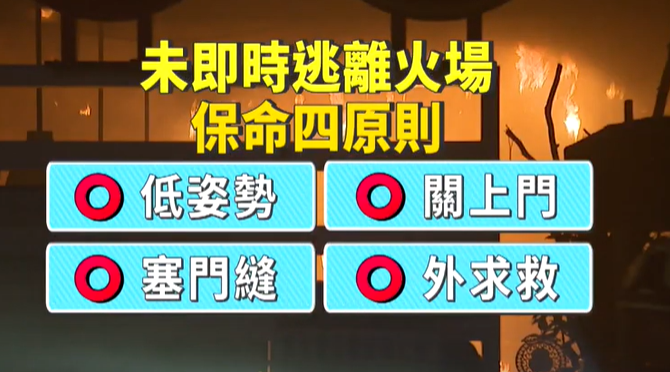 未即時逃離火場
保命四原則
低姿勢
關上門
塞門縫
外求救